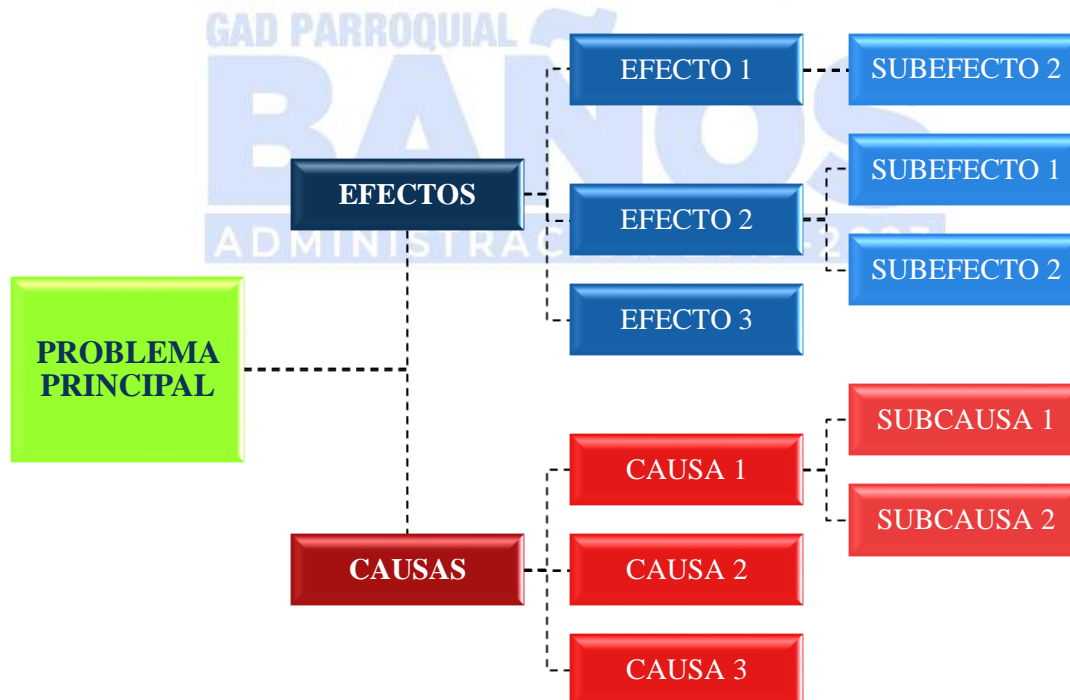 GAD PARROQUIAL
BAÑOS
EFECTO 1
SUBEFECTO 2
SUBEFECTO 1
EFECTOS
EFECTO 2
SUBEFECTO 2
EFECTO 3
PROBLEMA
PRINCIPAL
SUBCAUSA 1
CAUSA 1
SUBCAUSA 2
CAUSAS
CAUSA 2
CAUSA 3